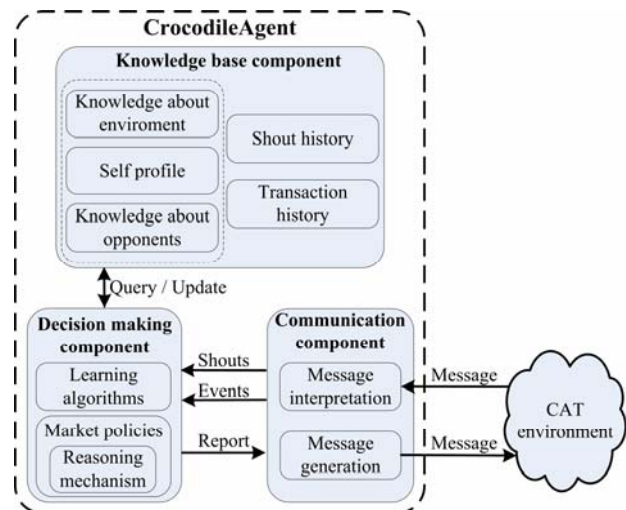 CrocodileAgent
Knowledge base component
Knowledge about
enviroment
Self profile
Knowledge about
opponents
Shout history
Transaction
history
Query / Update
Decision making
component
Learning
algorithms
Market policies
Reasoning
mechanism
Shouts
Events
Report
Communication
component
Message
interpretation
Message
generation
Message
Message
CAT
environment